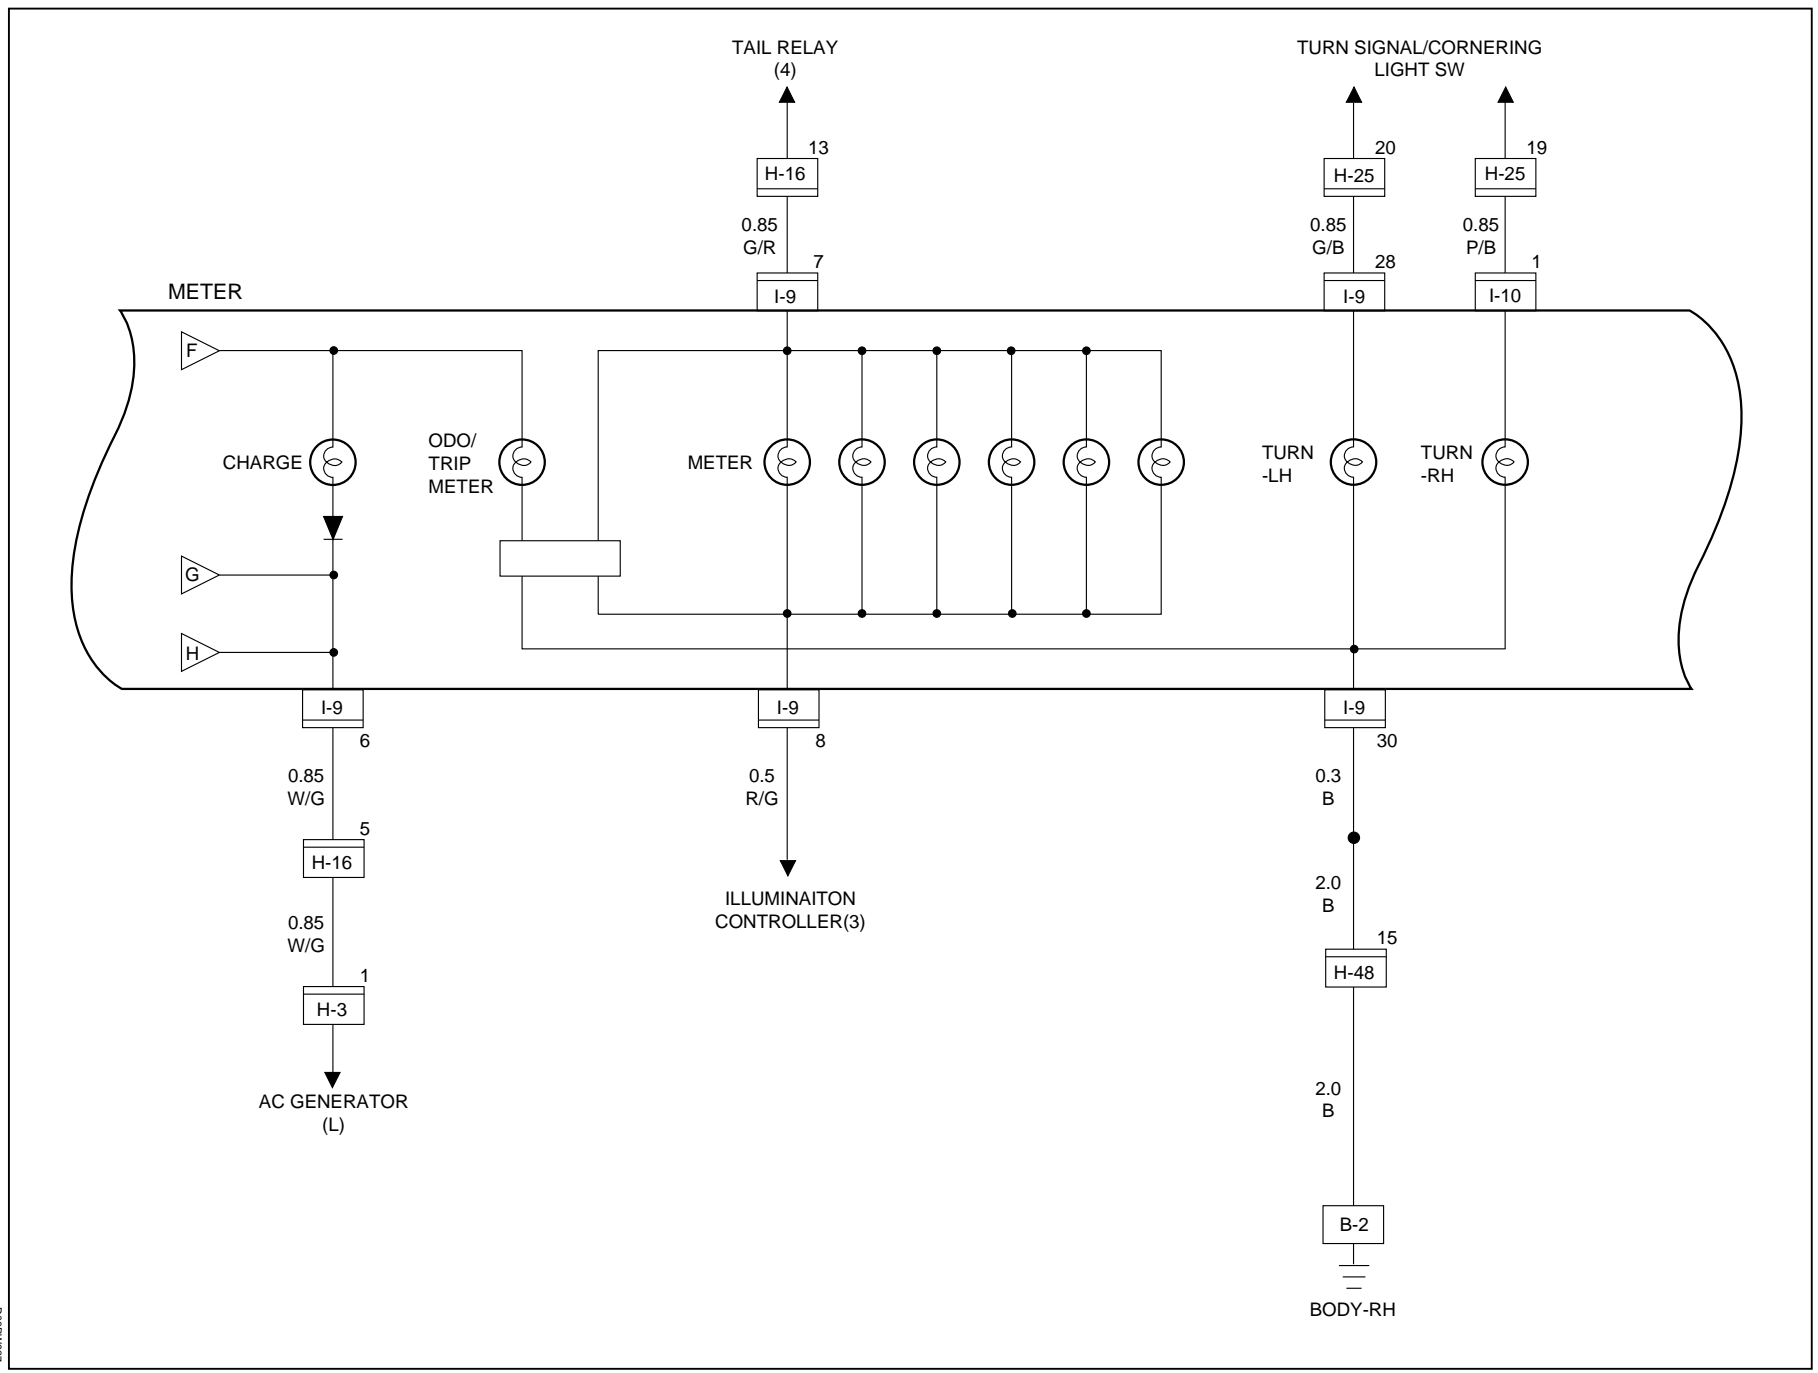 TAIL RELAY
(4)
TURN SIGNAL/CORNERING
LIGHT SW
13
H-16
20
H-25
19
H-25
0.85
G/R
0.85
G/B
0.85
P/B
7
I-9
28
I-9
1
I-10
METER
F
CHARGE
ODO/
TRIP
METER
METER
TURN
-LH
TURN
-RH
G
H
I-9
6
I-9
8
I-9
30
0.85
W/G
0.5
R/G
0.3
B
5
H-16
ILLUMINAITON
CONTROLLER(3)
2.0
B
0.85
W/G
15
H-48
1
H-3
AC GENERATOR
(L)
2.0
B
B-2
BODY-RH